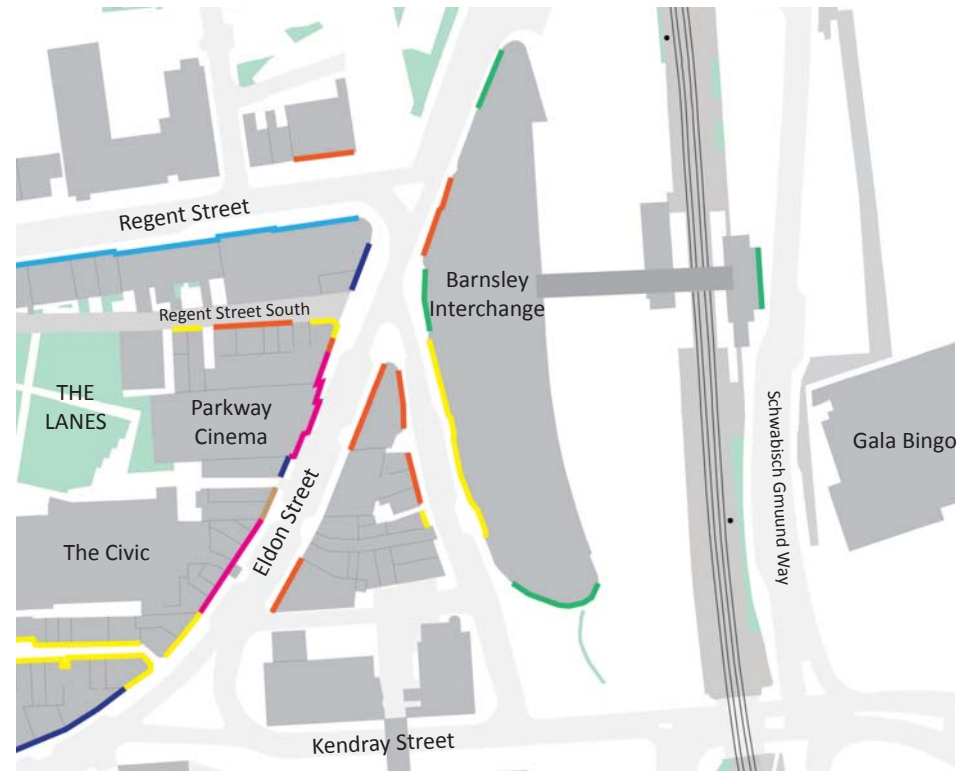 Regent Street
Barnsley
Interchange
Regent Street South
THE
LANES
Parkway
Cinema
Schwabisch Gmuund Way
Gala Bingo
Eldon Street
The Civic
Kendray Street